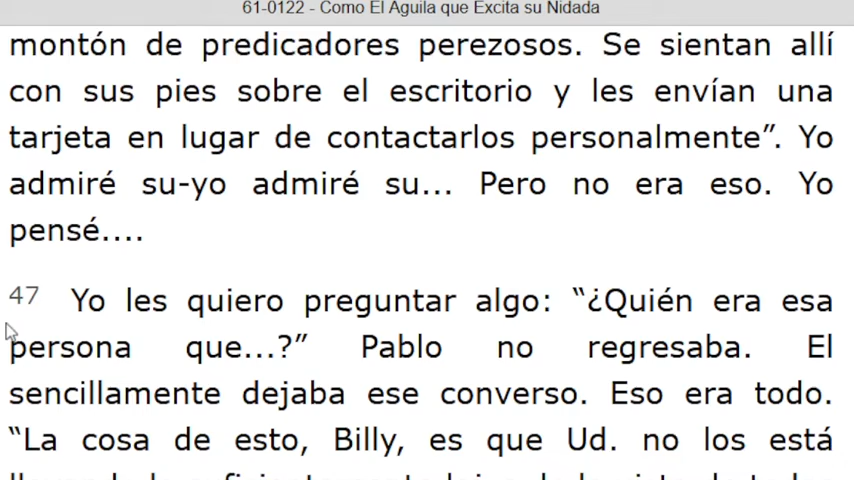 61-0122 - Como El Aguila que Excita su Nidada
montón de predicadores perezosos. Se sientan allí
con sus pies sobre el escritorio y les envían una
tarjeta en lugar de contactarlos personalmente”. Yo
admiré su-yo admiré su... Pero no era eso. Yo
pensé....
47 Yo les quiero preguntar algo: “¿Quién era esa
persona que...?” Pablo no regresaba. El
sencillamente dejaba ese converso. Eso era todo.
“La cosa de esto, Billy, es que Ud. no los está